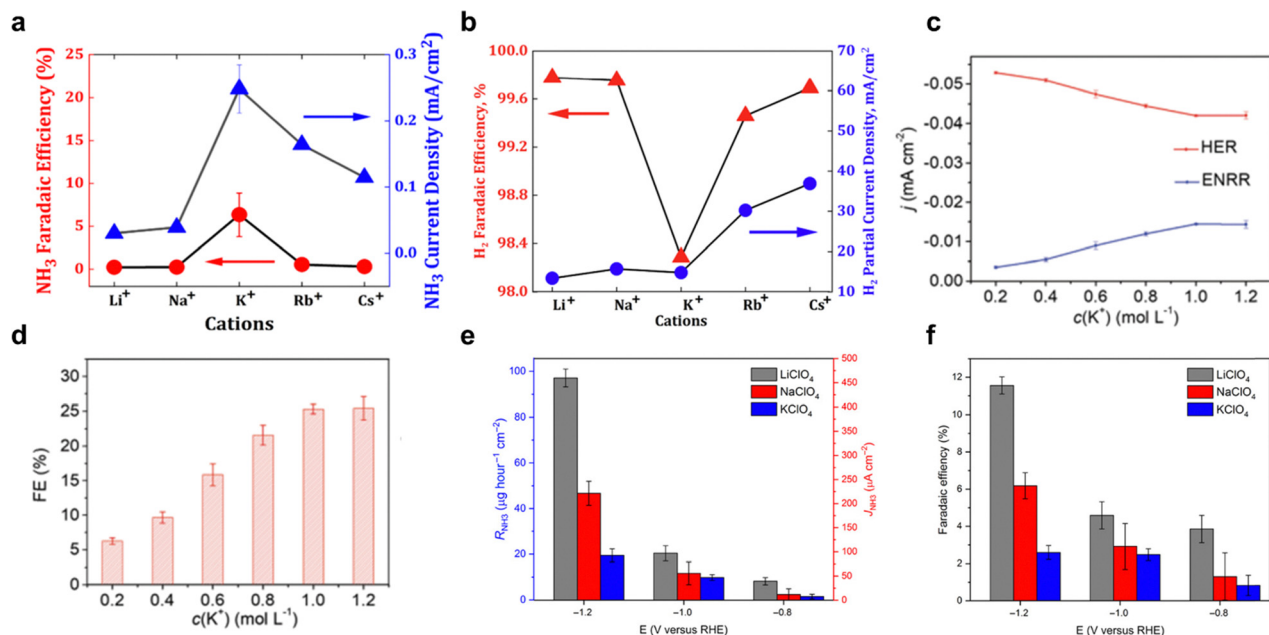 a
NH3 Faradaic Efficiency (%)
25
20
15
10
5
0
0.3
0.2
0.1
0.0
NH3 Current Density (mA/cm2)
Li+ Na+ K+ Rb+ Cs+
Cations
b
H2 Faradaic Efficiency, %
100.0
99.6
99.2
98.8
98.4
98.0
70
60
50
40
30
20
10
H2 Partial Current Density, mA/cm2
Li+ Na+ K+ Rb+ Cs+
Cations
c
j (mA cm−2)
-0.05
-0.04
-0.03
-0.02
-0.01
0.00
HER
ENRR
0.2 0.4 0.6 0.8 1.0 1.2
c(K+) (mol L−1)
d
FE (%)
30
25
20
15
10
5
0
0.2 0.4 0.6 0.8 1.0 1.2
c(K+) (mol L−1)
e
RNH3 (μg hour−1 cm−2)
100
80
60
40
20
0
LiClO4
NaClO4
KClO4
500
450
400
350
300
250
200
150
100
50
0
JNH3 (μA cm−2)
−1.2 −1.0 −0.8
E (V versus RHE)
f
Faradaic effiency (%)
12
10
8
6
4
2
0
LiClO4
NaClO4
KClO4
−1.2 −1.0 −0.8
E (V versus RHE)